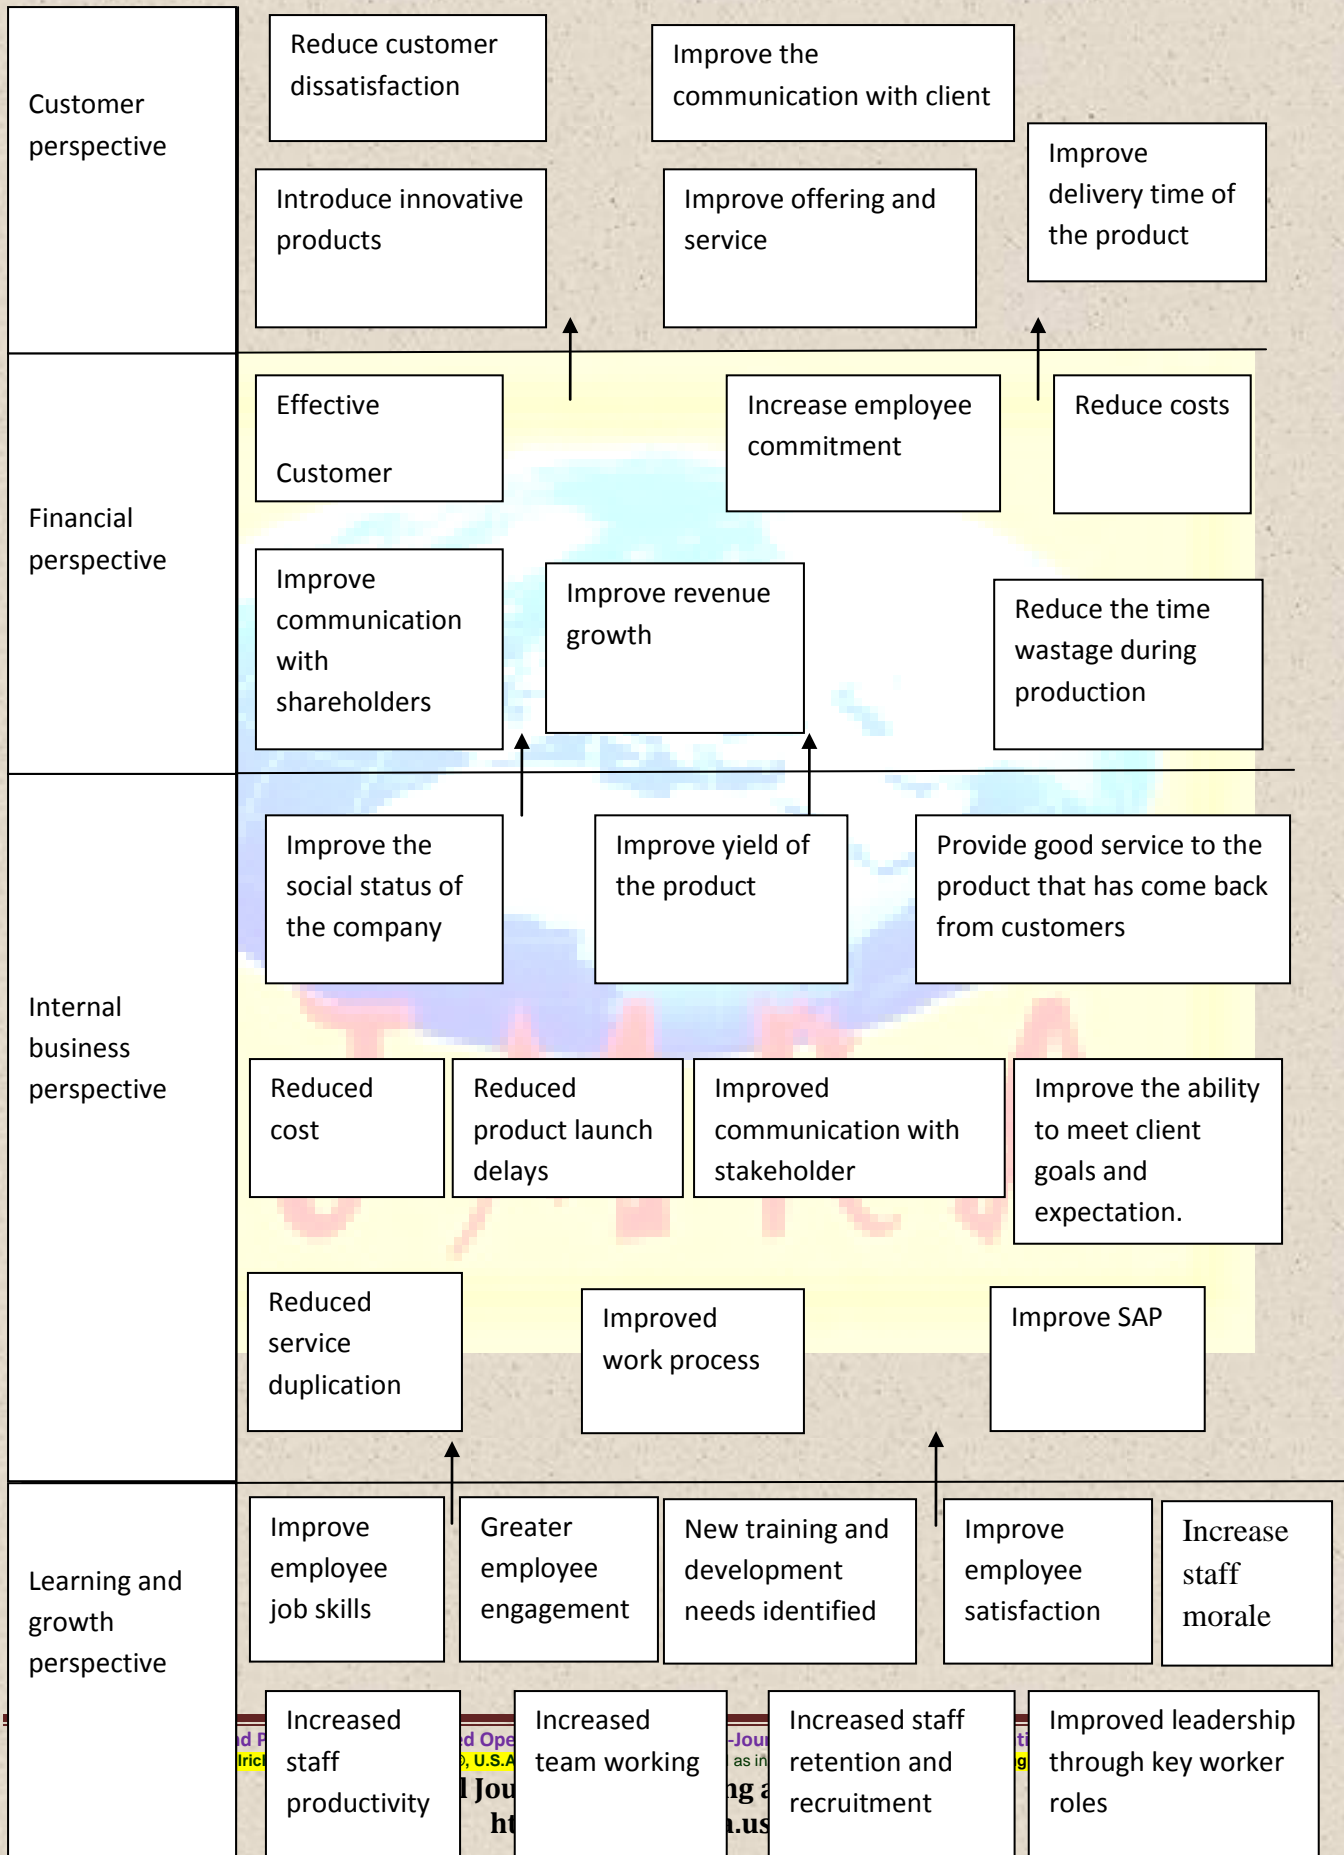 Customer
perspective
Reduce customer
dissatisfaction
Improve the
communication with client
Improve
delivery time of
the product
Introduce innovative
products
Improve offering and
service
Financial
perspective
Effective
Customer
Increase employee
commitment
Reduce costs
Improve
communication
with
shareholders
Improve revenue
growth
Reduce the time
wastage during
production
Internal
business
perspective
Improve the
social status of
the company
Improve yield of
the product
Provide good service to the
product that has come back
from customers
Reduced
cost
Reduced
product launch
delays
Improved
communication with
stakeholder
Improve the ability
to meet client
goals and
expectation.
Reduced
service
duplication
Improved
work process
Improve SAP
Learning and
growth
perspective
Improve
employee
job skills
Greater
employee
engagement
New training and
development
needs identified
Improve
employee
satisfaction
Increase
staff
morale
Increased
staff
productivity
Increased
team working
Increased staff
retention and
recruitment
Improved leadership
through key worker
roles
U.S.A
as in